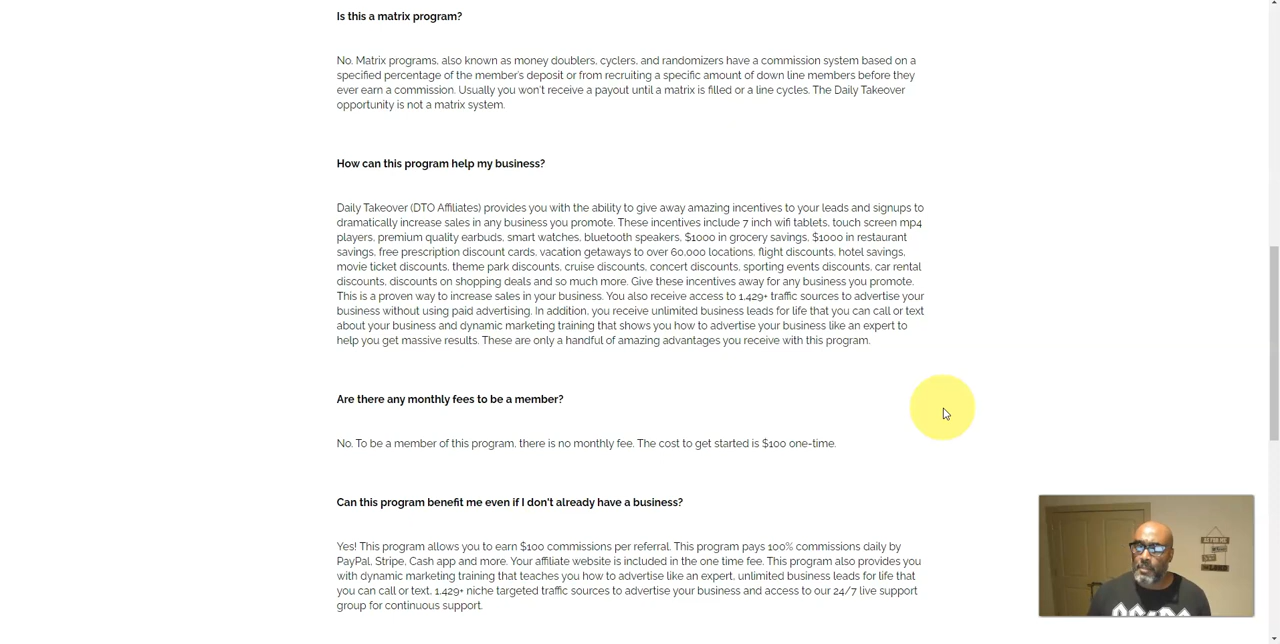 Is this a matrix program?
No. Matrix programs, also known as money doublers, cyclers, and randomizers have a commission system based on a
specified percentage of the member's deposit or from recruiting a specific amount of down line members before they
ever earn a commission. Usually you won't receive a payout until a matrix is filled or a line cycles. The Daily Takeover
opportunity is not a matrix system.
How can this program help my business?
Daily Takeover (DTO Affiliates) provides you with the ability to give away amazing incentives to your leads and signups to
dramatically increase sales in any business you promote. These incentives include 7 inch wifi tablets, touch screen mp4
players, premium quality earbuds, smart watches, bluetooth speakers, $1000 in grocery savings, $1000 in restaurant
savings, free prescription discount cards, vacation getaways to over 60,000 locations, flight discounts, hotel savings,
movie ticket discounts, theme park discounts, cruise discounts, concert discounts, sporting events discounts, car rental
discounts, discounts on shopping deals and so much more. Give these incentives away for any business you promote.
This is a proven way to increase sales in your business. You also receive access to 1,429+ traffic sources to advertise your
business without using paid advertising. In addition, you receive unlimited business leads for life that you can call or text
about your business and dynamic marketing training that shows you how to advertise your business like an expert to
help you get massive results. These are only a handful of amazing advantages you receive with this program.
Are there any monthly fees to be a member?
No. To be a member of this program, there is no monthly fee. The cost to get started is $100 one-time.
Can this program benefit me even if I don't already have a business?
Yes! This program allows you to earn $100 commissions per referral. This program pays 100% commissions daily by
PayPal, Stripe, Cash app and more. Your affiliate website is included in the one time fee. This program also provides you
with dynamic marketing training that teaches you how to advertise like an expert, unlimited business leads for life that
you can call or text, 1,429+ niche targeted traffic sources to advertise your business and access to our 24/7 live support
group for continuous support.